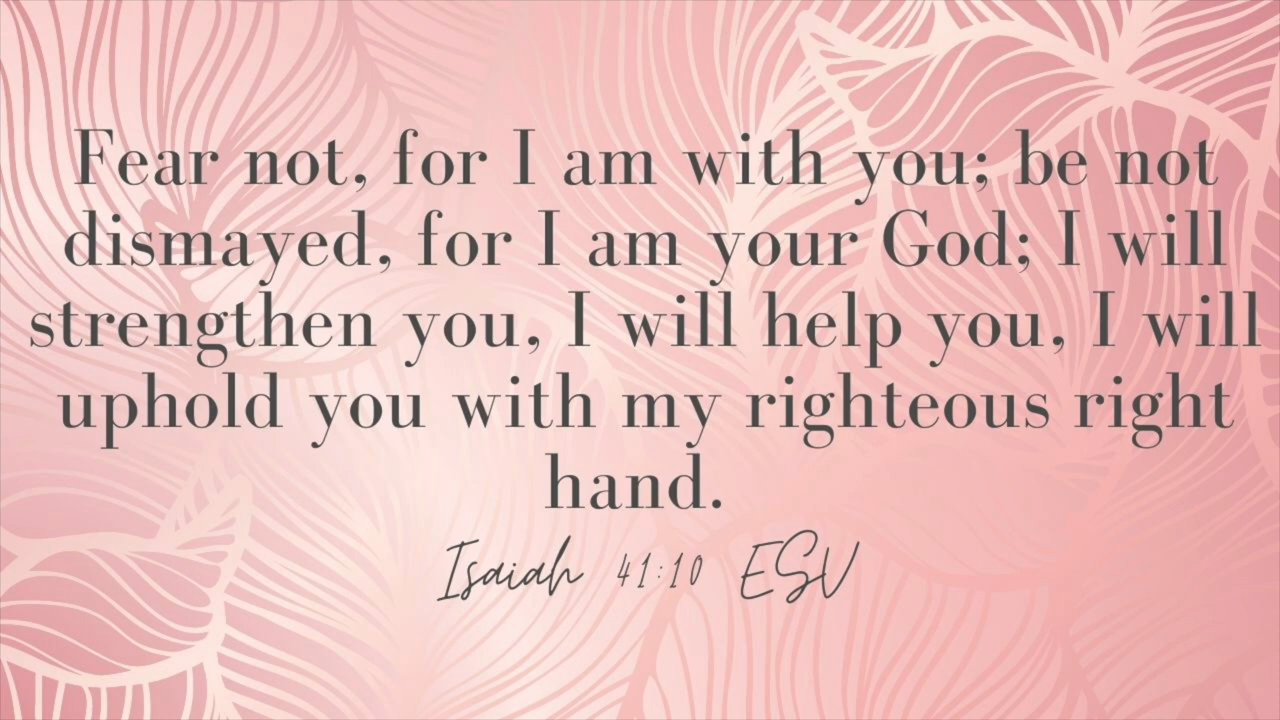 Fear not, for I am with you; be not
dismayed, for I am your God; I will
strengthen you, I will help you, I will
uphold you with my righteous right
hand.
Isaiah 41:10 ESV